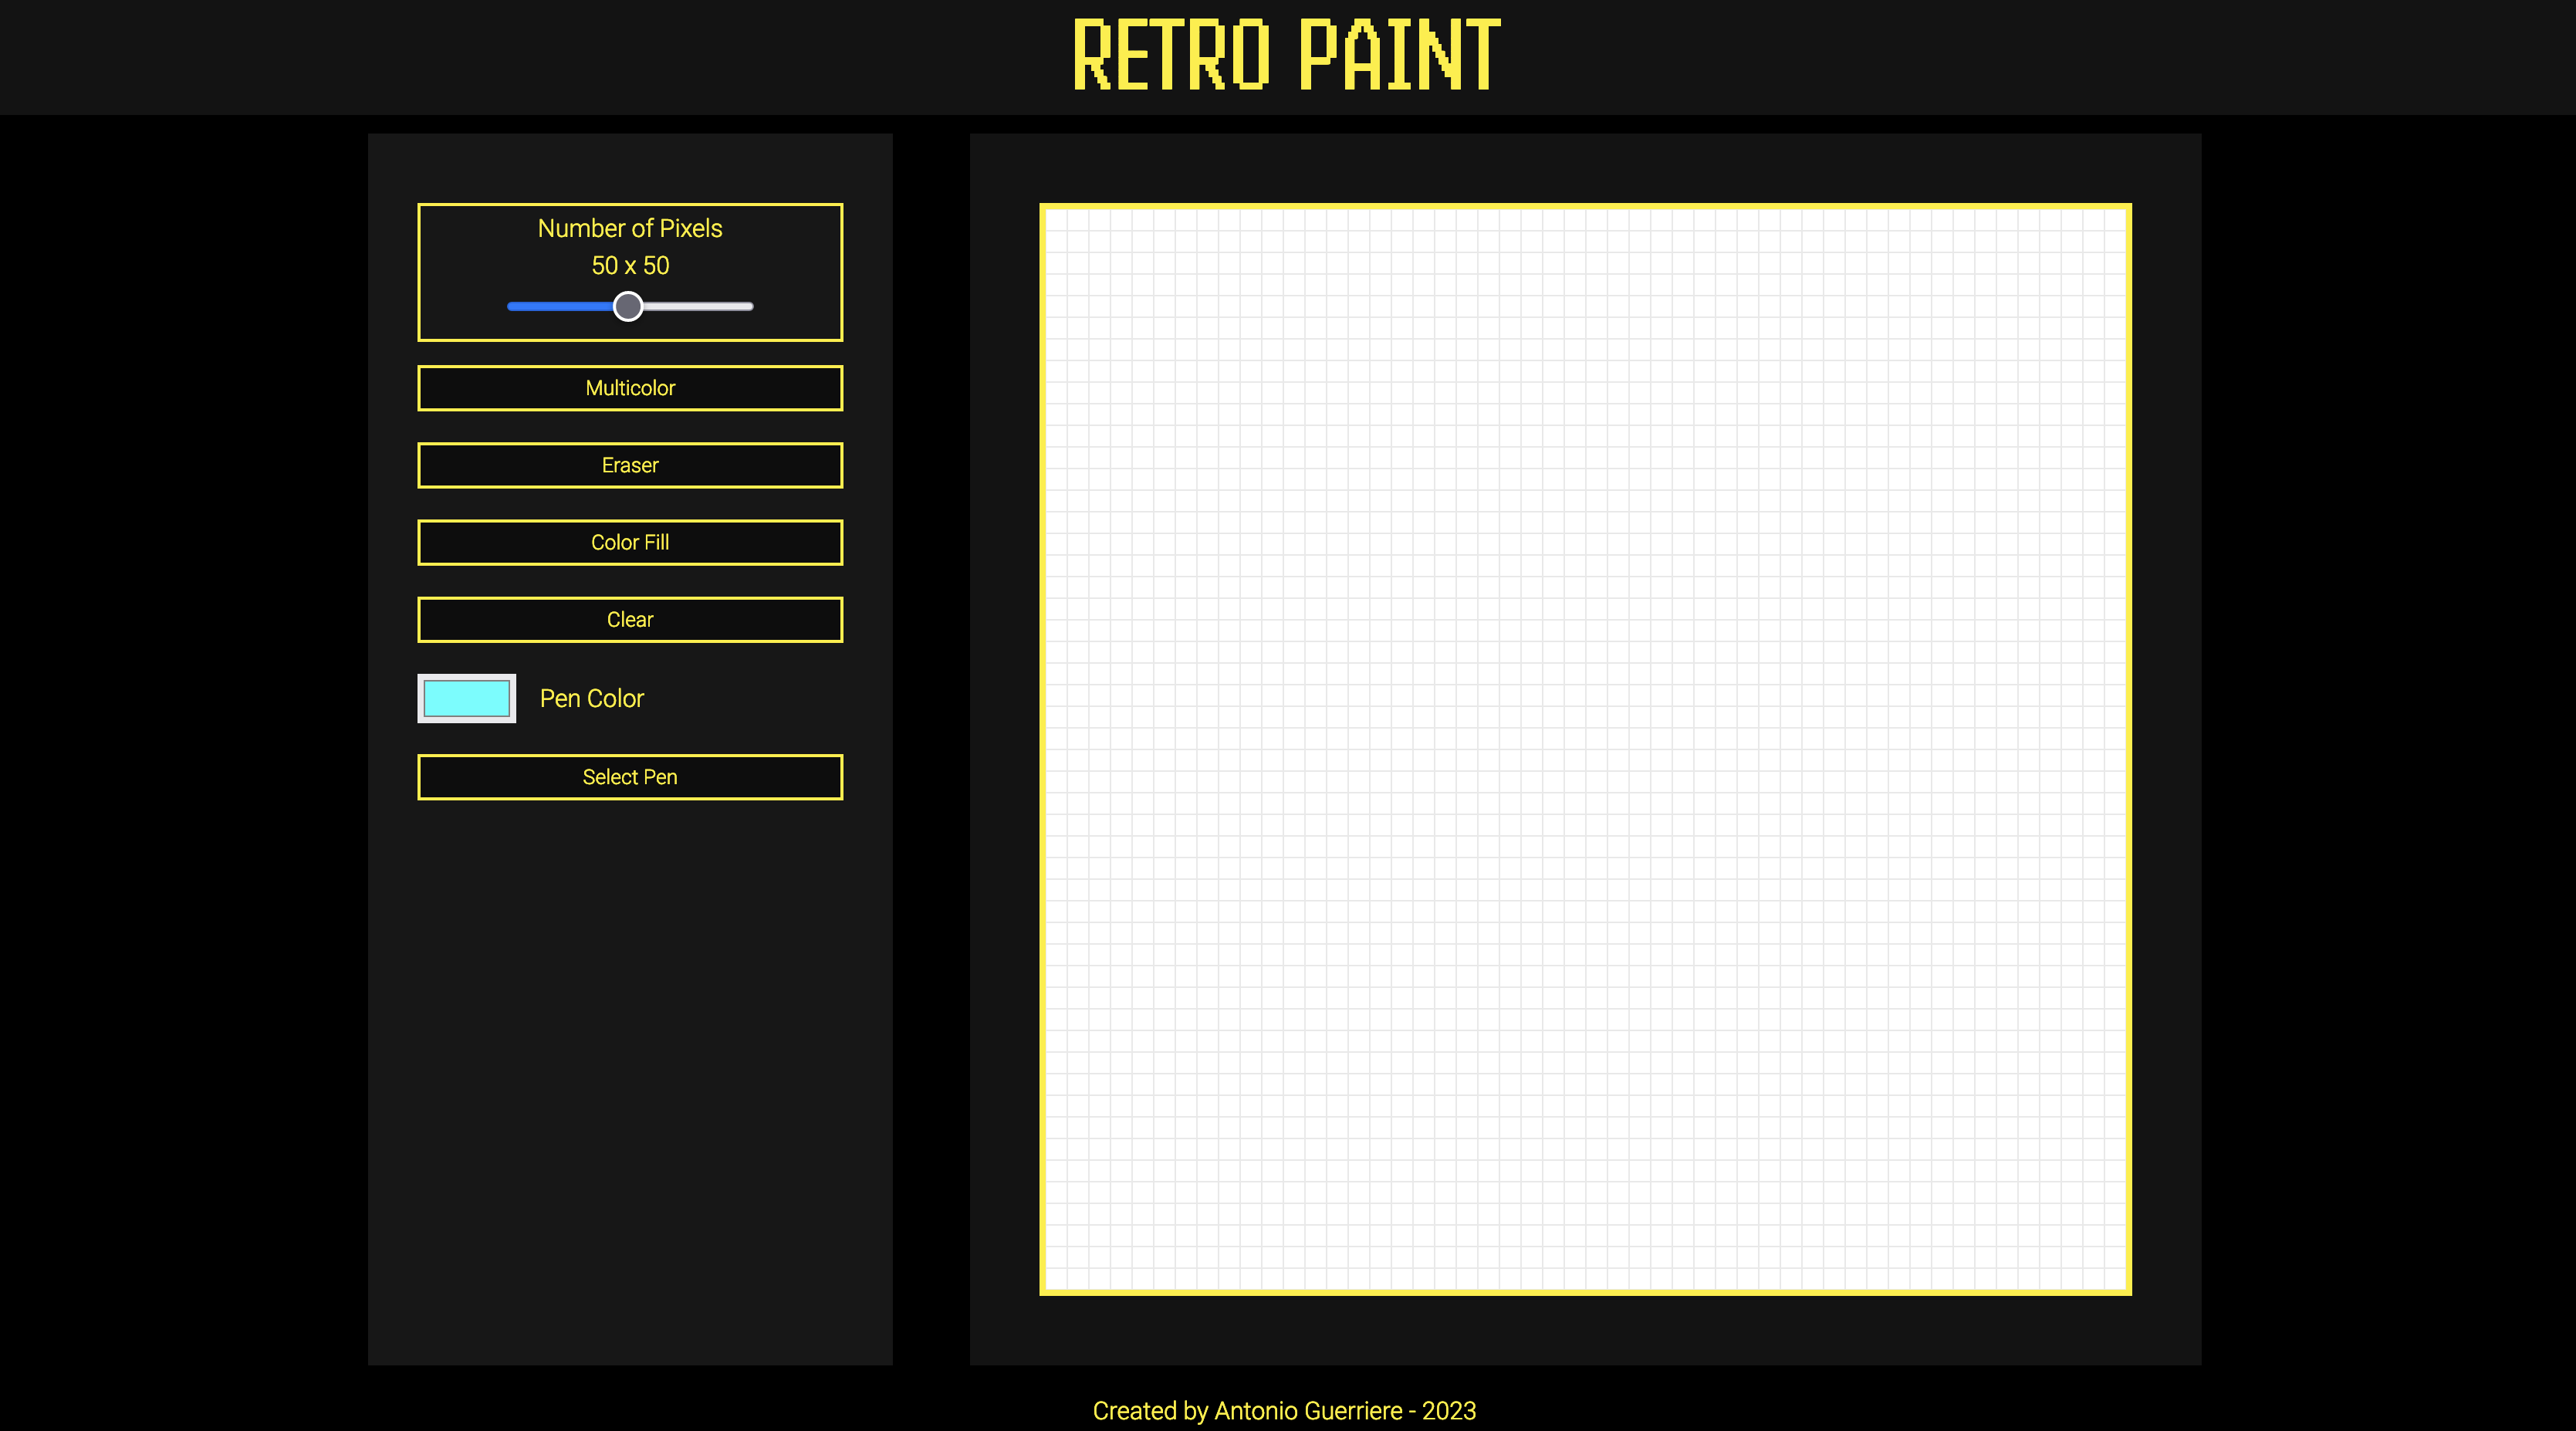 RETRO PAINT
Number of Pixels
50 x 50
Multicolor
Eraser
Color Fill
Clear
Pen Color
Select Pen
Created by Antonio Guerriere - 2023